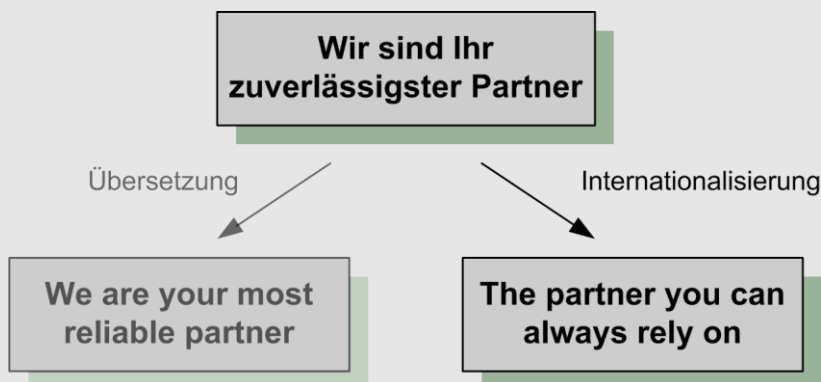 Wir sind Ihr
zuverlässigster Partner
Übersetzung
Internationalisierung
We are your most
reliable partner
The partner you can
always rely on